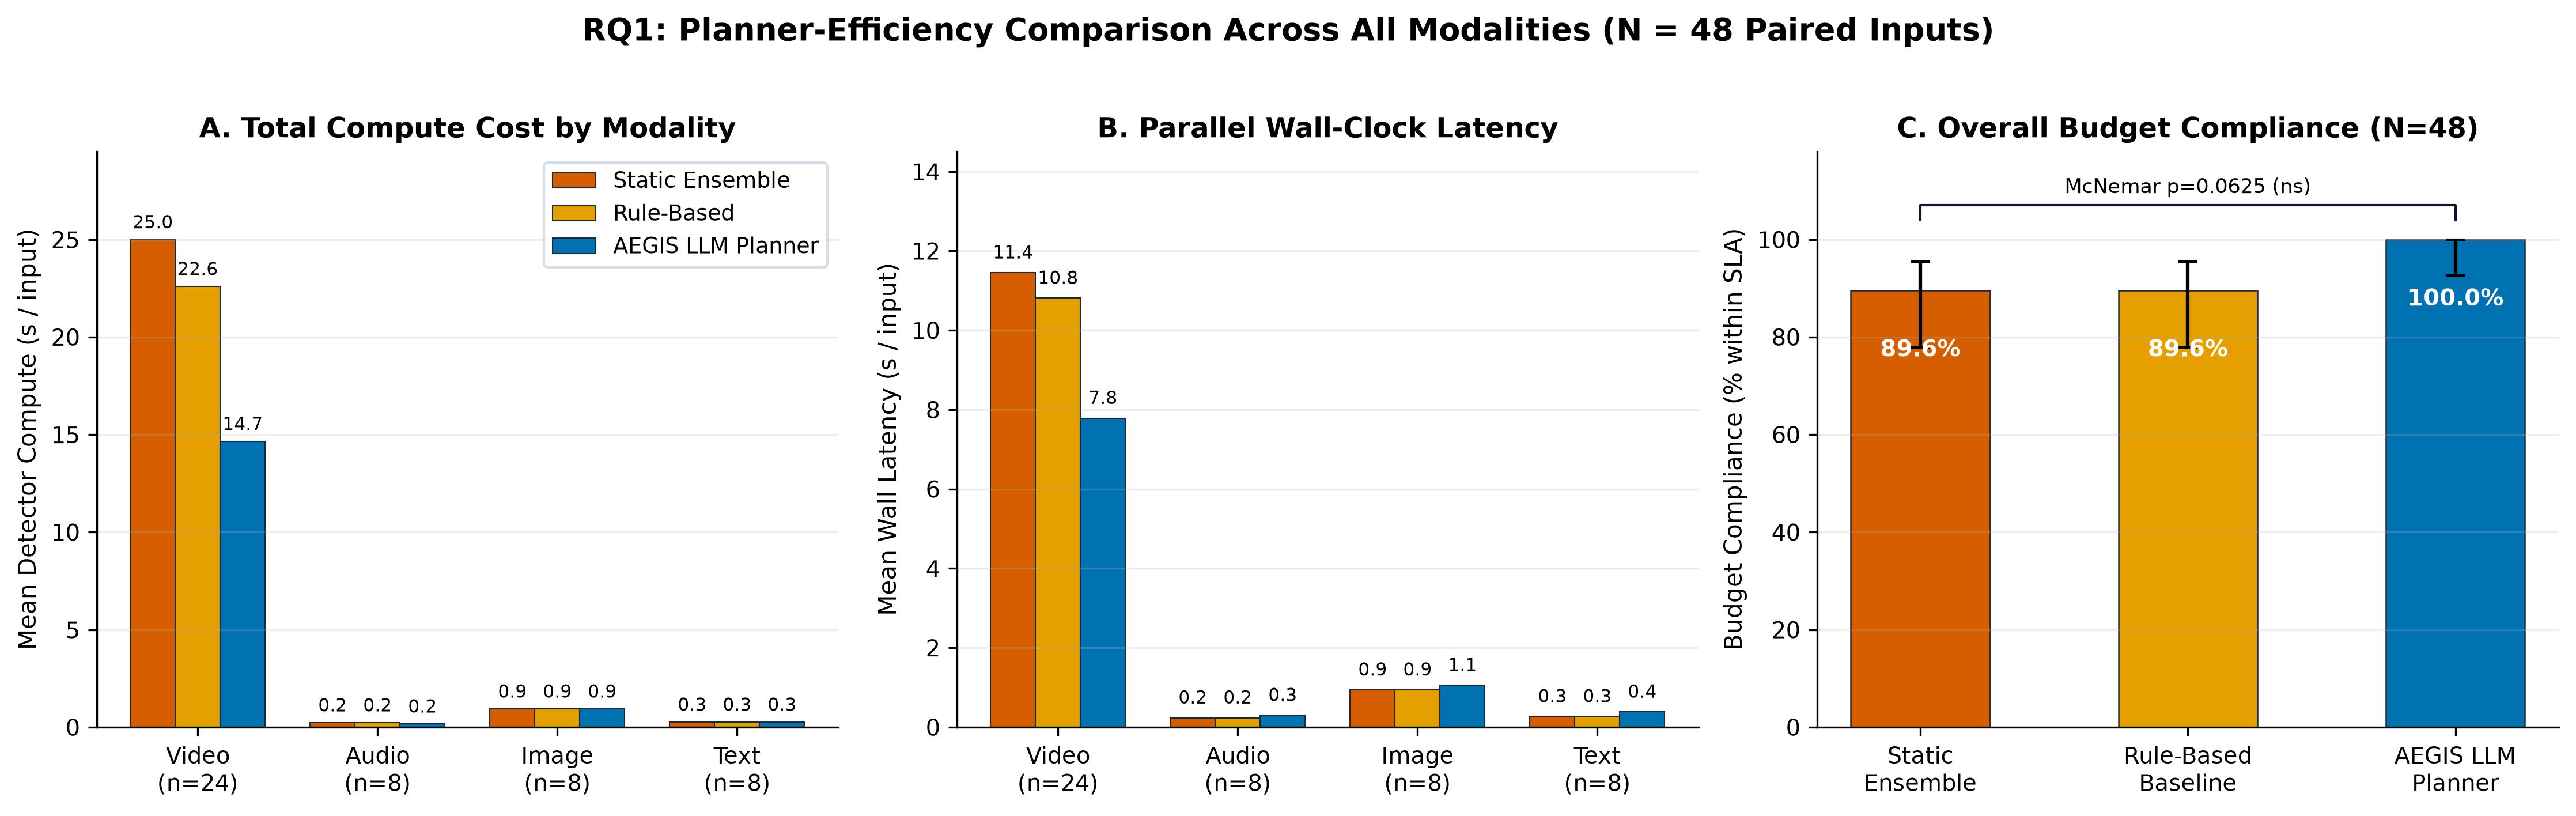 RQ1: Planner-Efficiency Comparison Across All Modalities (N = 48 Paired Inputs)
A. Total Compute Cost by Modality
Mean Detector Compute (s / input)
25
20
15
10
5
0
Static Ensemble
Rule-Based
AEGIS LLM Planner
25.0
22.6
14.7
0.2 0.2 0.2
0.9 0.9 0.9
0.3 0.3 0.3
Video Audio Image Text
(n=24) (n=8) (n=8) (n=8)
B. Parallel Wall-Clock Latency
Mean Wall Latency (s / input)
14
12
10
8
6
4
2
0
11.4
10.8
7.8
0.2 0.2 0.3
0.9 0.9 1.1
0.3 0.3 0.4
Video Audio Image Text
(n=24) (n=8) (n=8) (n=8)
C. Overall Budget Compliance (N=48)
Budget Compliance (% within SLA)
100
80
60
40
20
0
McNemar p=0.0625 (ns)
89.6%
89.6%
100.0%
Static Rule-Based AEGIS LLM
Ensemble Baseline Planner